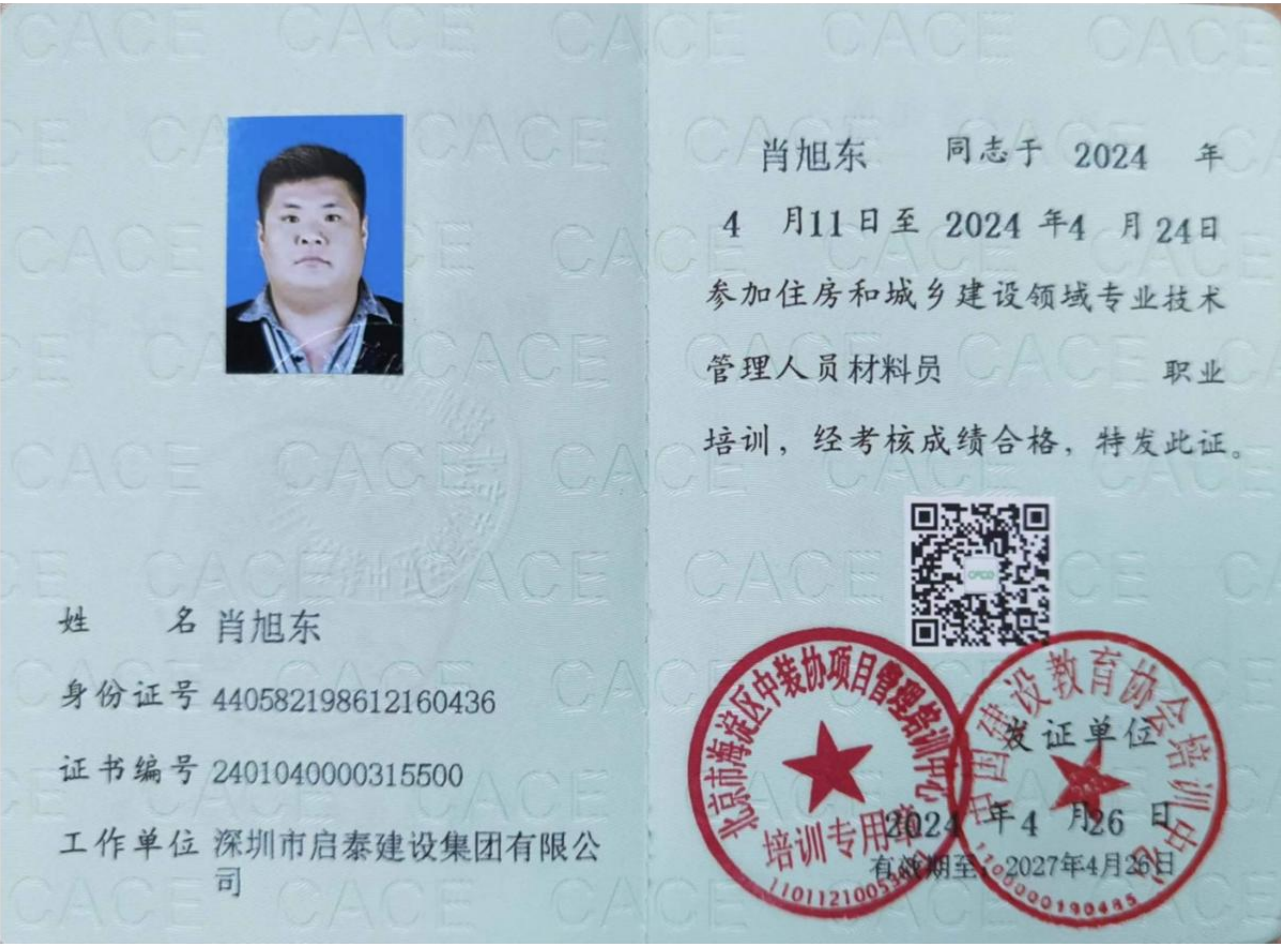 肖旭东 同志于 2024 年
4 月11日至 2024 年4 月24日
参加住房和城乡建设领域专业技术
管理人员材料员 职业
培训，经考核成绩合格，特发此证。
姓 名 肖旭东
身份证号 440582198612160436
证书编号 2401040000315500
工作单位 深圳市启泰建设集团有限公
司
北京市海淀区中装协项目管理培训中心
培训专用章
中国建设教育协会培训中心
发证单位
2024 年4 月26 日
有效期至：2027年4月26日
1100000190485
CACE